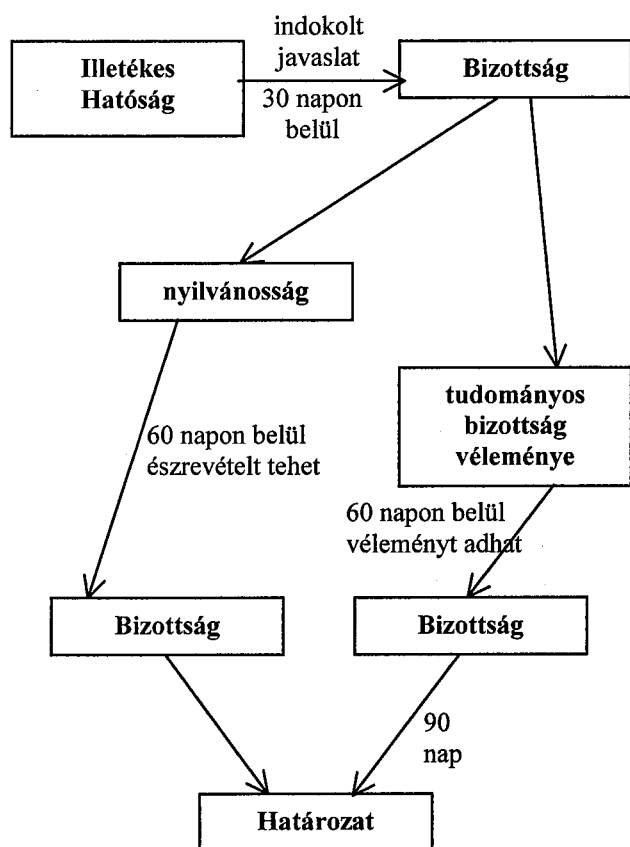 Illetékes
Hatóság
indokolt
javaslat
30 napon
belül
Bizottság
nyilvánosság
tudományos
bizottság
véleménye
60 napon belül
észrevételt tehet
60 napon belül
véleményt adhat
Bizottság
Bizottság
90
nap
Határozat